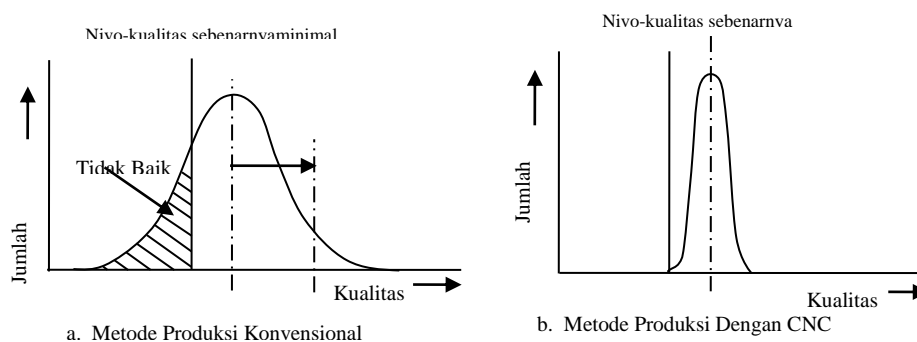 Nivo-kualitas sebenarnyaminimal
Tidak Baik
Jumlah
Kualitas
a. Metode Produksi Konvensional
Nivo-kualitas sebenarnva
Jumlah
Kualitas
b. Metode Produksi Dengan CNC